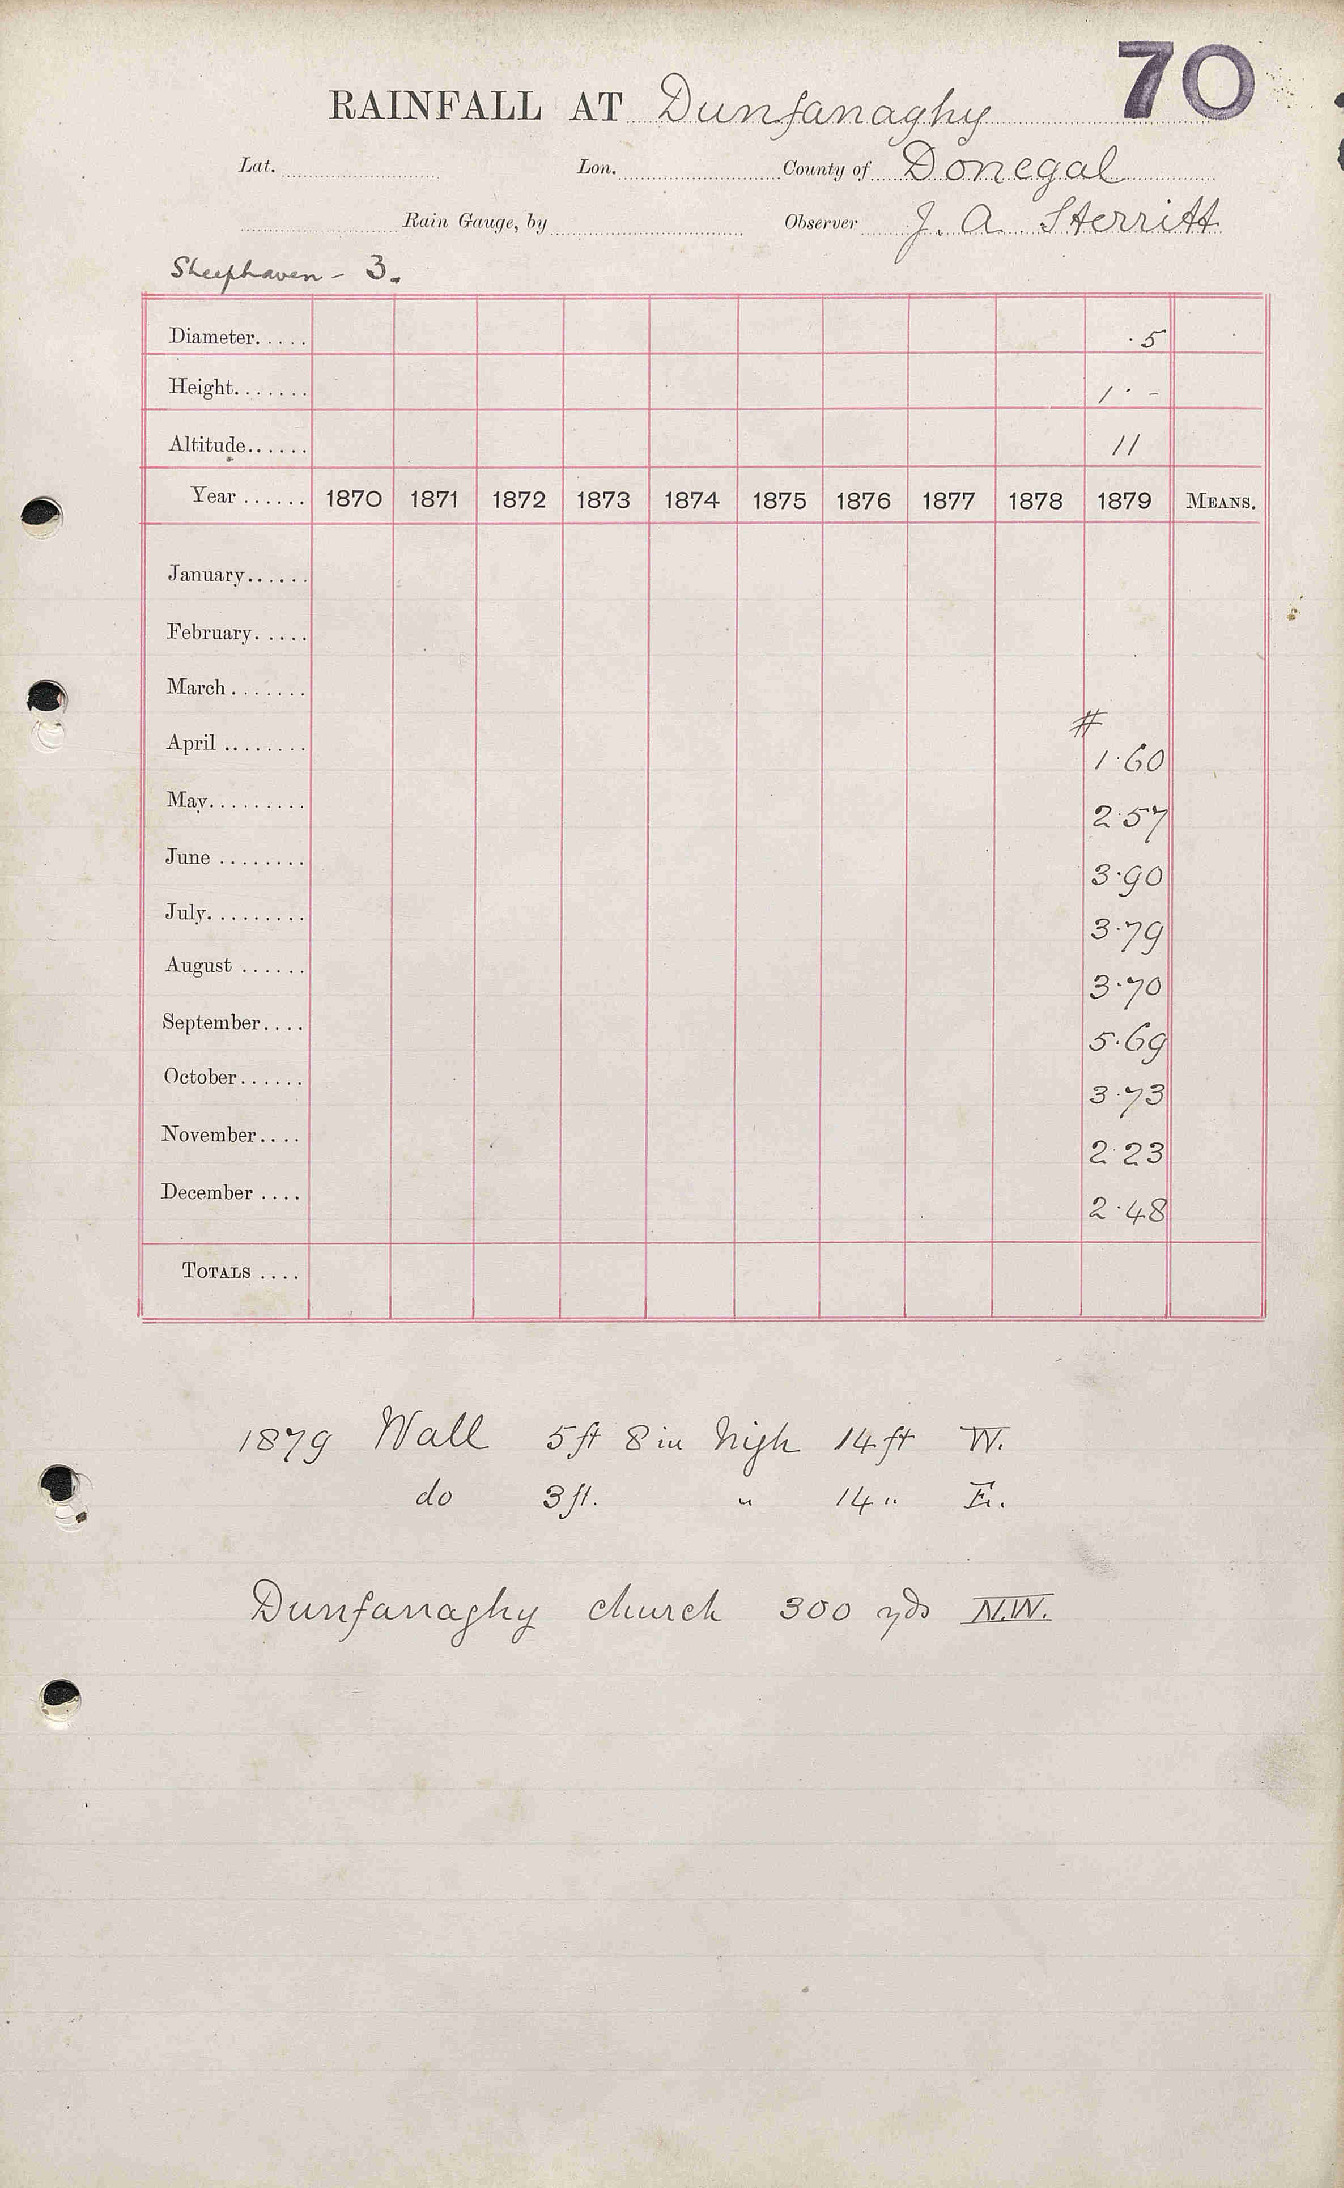 70
RAINFALL AT Dunfanaghy
Lat. Lon. County of Donegal
Rain Gauge, by Observer J. A. Sterritt
Sheephaven - 3.
Diameter..... ·5
Height....... 1· -
Altitude...... 11
Year ...... 1870 1871 1872 1873 1874 1875 1876 1877 1878 1879 MEANS.
January......
February.....
March .......
#
April ........ 1·60
May......... 2·57
June ........ 3·90
July......... 3·79
August ...... 3·70
September.... 5·69
October...... 3·73
November.... 2·23
December .... 2·48
TOTALS ....
1879 Wall 5ft 8in high 14ft W.
do 3ft. " 14 " E.
Dunfanaghy church 300 yds N.W.